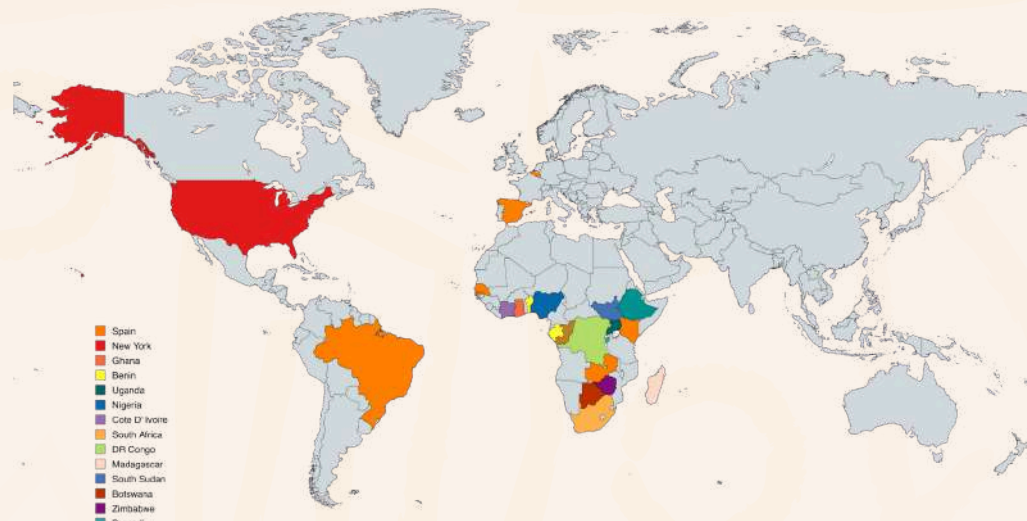 Spain
New York
Ghana
Benin
Uganda
Nigeria
Cote D' Ivoire
South Africa
DR Congo
Madagascar
South Sudan
Botswana
Zimbabwe